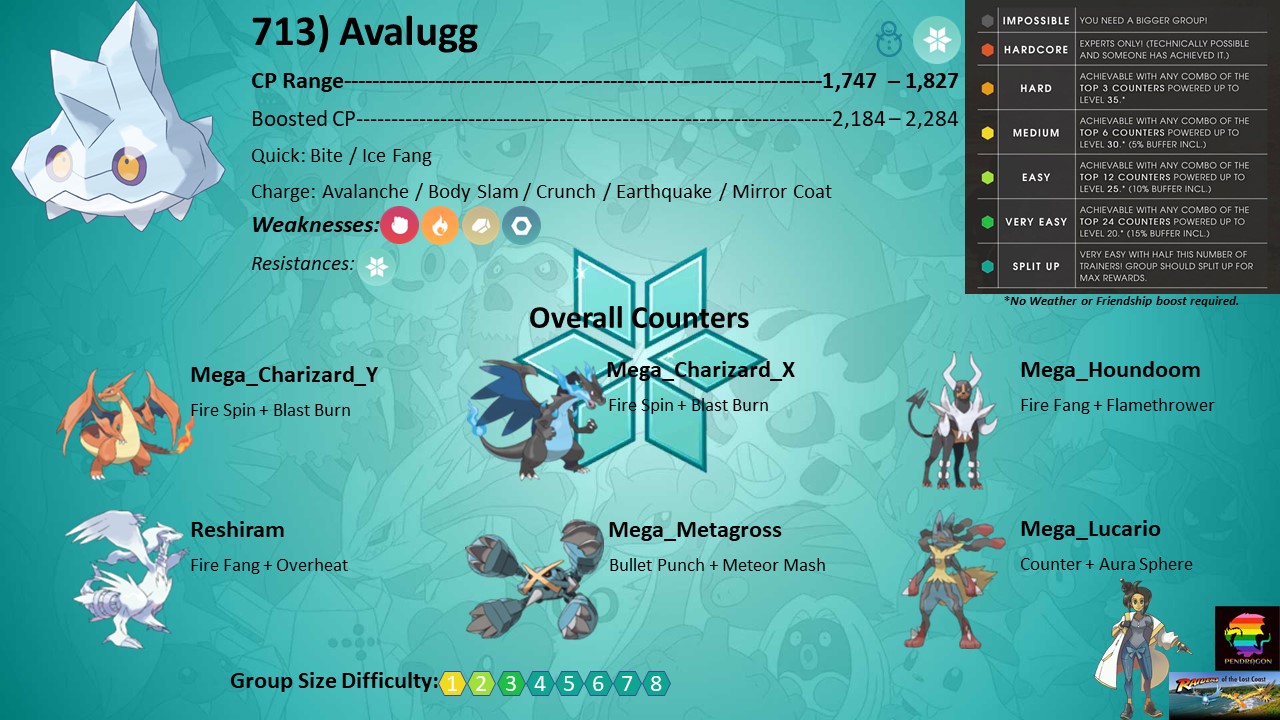 713) Avalugg
CP Range----------------------------------------------------------------------1,747 – 1,827
Boosted CP---------------------------------------------------------------------2,184 – 2,284
Quick: Bite / Ice Fang
Charge: Avalanche / Body Slam / Crunch / Earthquake / Mirror Coat
Weaknesses:
Resistances:
IMPOSSIBLE YOU NEED A BIGGER GROUP!
HARDCORE EXPERTS ONLY! (TECHNICALLY POSSIBLE
AND SOMEONE HAS ACHIEVED IT.)
HARD ACHIEVABLE WITH ANY COMBO OF THE
TOP 3 COUNTERS POWERED UP TO
LEVEL 35.*
MEDIUM ACHIEVABLE WITH ANY COMBO OF THE
TOP 6 COUNTERS POWERED UP TO
LEVEL 30.* (5% BUFFER INCL.)
EASY ACHIEVABLE WITH ANY COMBO OF THE
TOP 12 COUNTERS POWERED UP TO
LEVEL 25.* (10% BUFFER INCL.)
VERY EASY ACHIEVABLE WITH ANY COMBO OF THE
TOP 24 COUNTERS POWERED UP TO
LEVEL 20.* (15% BUFFER INCL.)
SPLIT UP VERY EASY WITH HALF THIS NUMBER OF
TRAINERS! GROUP SHOULD SPLIT UP FOR
MAX REWARDS.
*No Weather or Friendship boost required.
Overall Counters
Mega_Charizard_Y
Fire Spin + Blast Burn
Mega_Charizard_X
Fire Spin + Blast Burn
Mega_Houndoom
Fire Fang + Flamethrower
Reshiram
Fire Fang + Overheat
Mega_Metagross
Bullet Punch + Meteor Mash
Mega_Lucario
Counter + Aura Sphere
Group Size Difficulty: 1 2 3 4 5 6 7 8
PENDRAGON
RAIDERS of the Lost Coast